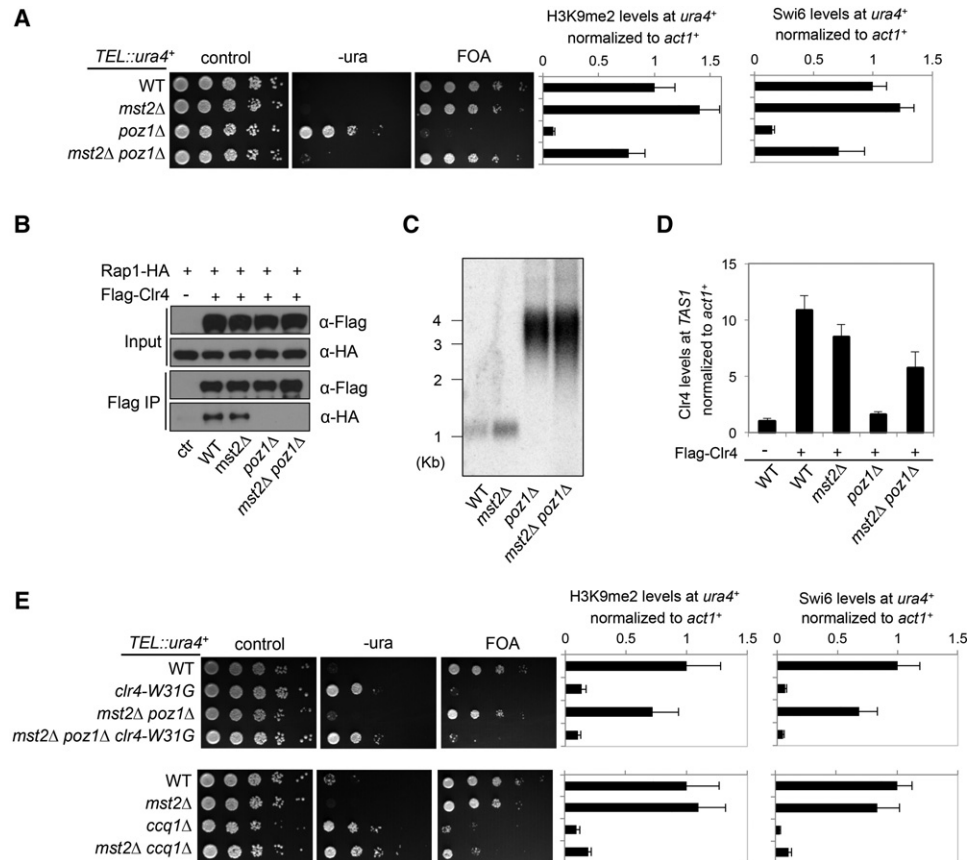 A
TEL::ura4+
control
-ura
FOA
H3K9me2 levels at ura4+
normalized to act1+
Swi6 levels at ura4+
normalized to act1+
0 0.5 1 1.5
0 0.5 1 1.5
WT
mst2Δ
poz1Δ
mst2Δ poz1Δ
B
Rap1-HA + + + + +
Flag-Clr4 - + + + +
Input
α-Flag
α-HA
Flag IP
α-Flag
α-HA
ctr
WT
mst2Δ
poz1Δ
mst2Δ poz1Δ
C
4
3
2
1
(Kb)
WT
mst2Δ
poz1Δ
mst2Δ poz1Δ
D
Clr4 levels at TAS1
normalized to act1+
15
10
5
0
Flag-Clr4 - + + + +
WT
WT
mst2Δ
poz1Δ
mst2Δ poz1Δ
E
TEL::ura4+
control
-ura
FOA
H3K9me2 levels at ura4+
normalized to act1+
Swi6 levels at ura4+
normalized to act1+
0 0.5 1 1.5
0 0.5 1 1.5
WT
clr4-W31G
mst2Δ poz1Δ
mst2Δ poz1Δ clr4-W31G
WT
mst2Δ
ccq1Δ
mst2Δ ccq1Δ